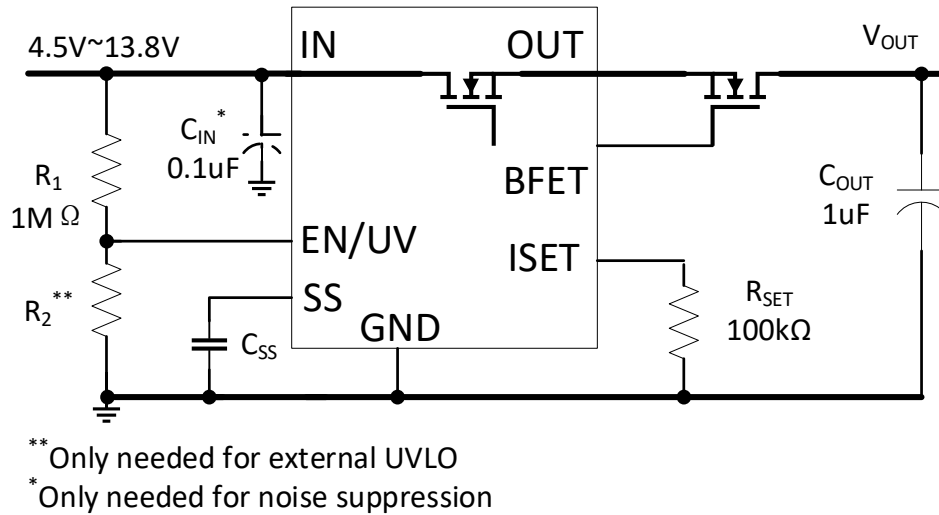 4.5V~13.8V
IN
OUT
VOUT
CIN*
0.1uF
R1
1MΩ
BFET
COUT
1uF
EN/UV
ISET
R2**
SS
RSET
100kΩ
GND
CSS
**Only needed for external UVLO
*Only needed for noise suppression